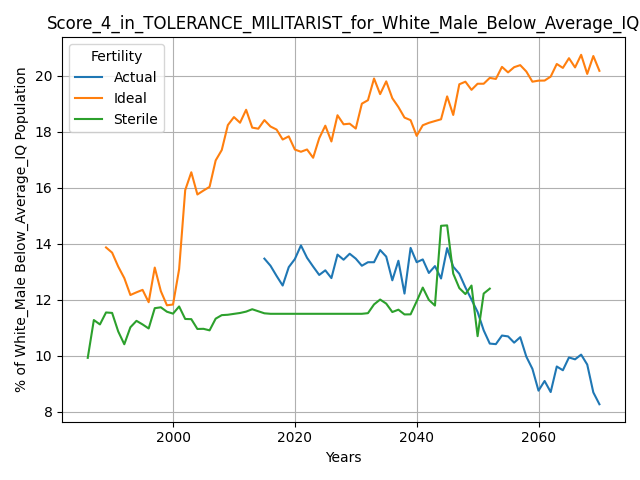 Score_4_in_TOLERANCE_MILITARIST_for_White_Male_Below_Average_IQ
Fertility
Actual
Ideal
Sterile
% of White_Male Below_Average_IQ Population
20
18
16
14
12
10
8
2000 2020 2040 2060
Years